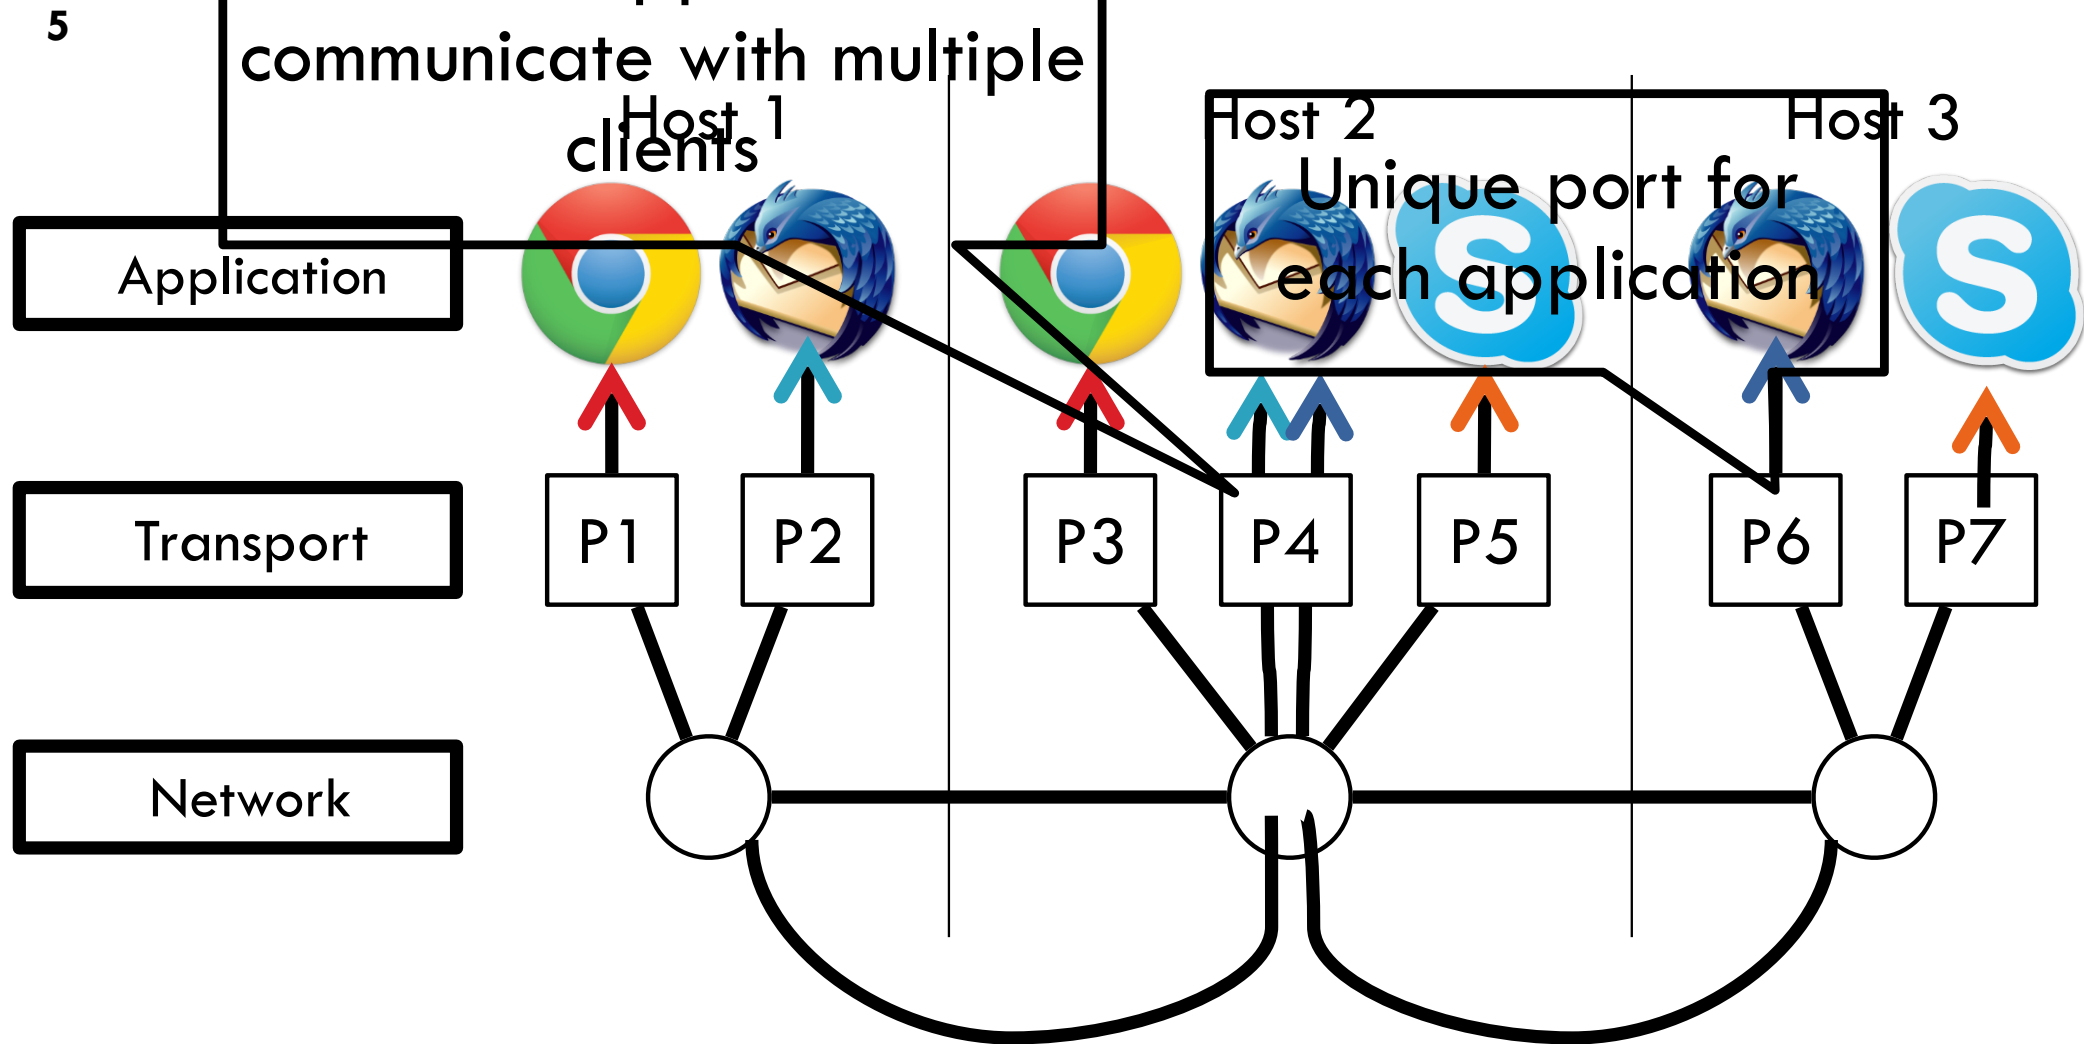 5
communicate with multiple
clients
Host 1
Host 2
Host 3
Unique port for
each application
Application
Transport
P1
P2
P3
P4
P5
P6
P7
Network